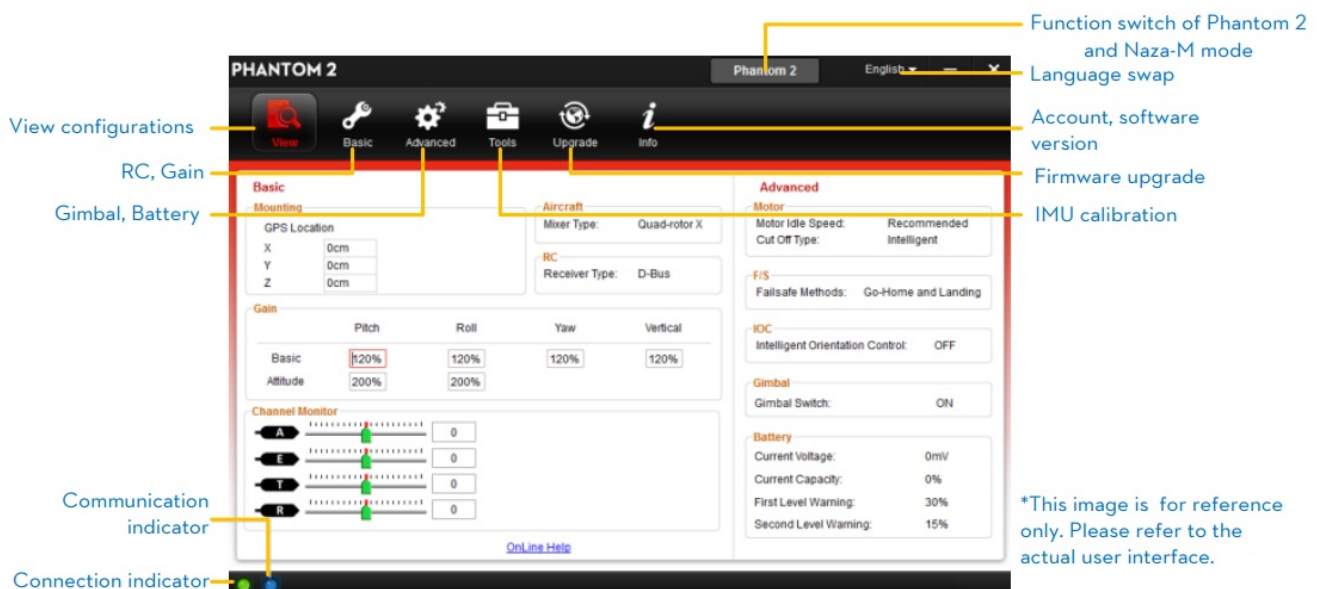 Function switch of Phantom 2
and Naza-M mode
PHANTOM 2
Phantom 2
English
Language swap
View configurations
View
Basic
Advanced
Tools
Upgrade
Info
Account, software
version
RC, Gain
Firmware upgrade
Gimbal, Battery
IMU calibration
Basic
Mounting
GPS Location
X 0cm
Y 0cm
Z 0cm
Aircraft
Mixer Type: Quad-rotor X
RC
Receiver Type: D-Bus
Gain
Pitch Roll Yaw Vertical
Basic 120% 120% 120% 120%
Attitude 200% 200%
Channel Monitor
A 0
E 0
T 0
R 0
OnLine Help
Advanced
Motor
Motor Idle Speed: Recommended
Cut Off Type: Intelligent
F/S
Failsafe Methods: Go-Home and Landing
IOC
Intelligent Orientation Control: OFF
Gimbal
Gimbal Switch: ON
Battery
Current Voltage: 0mV
Current Capacity: 0%
First Level Warning: 30%
Second Level Warning: 15%
Communication
indicator
Connection indicator
*This image is for reference
only. Please refer to the
actual user interface.